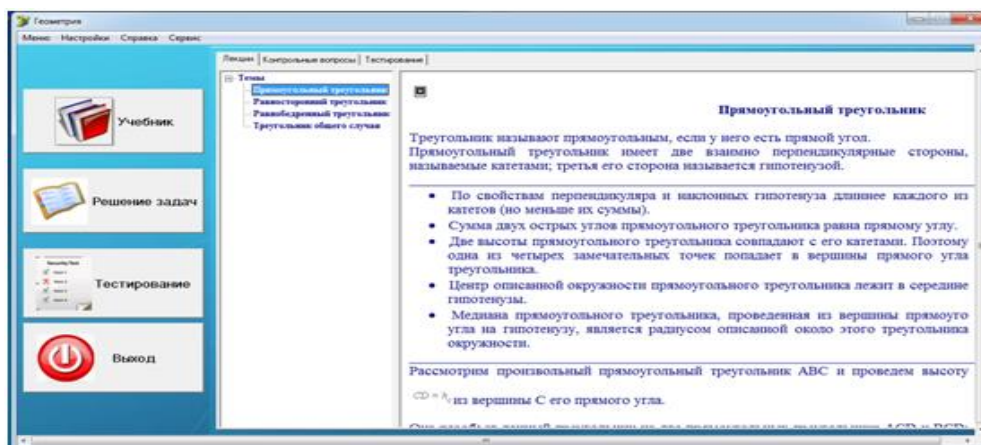 Геометрия
Меню Настройки Справка Сервис
Лекции Контрольные вопросы Тестирование
Темы
Прямоугольный треугольник
Равносторонний треугольник
Равнобедренный треугольник
Треугольник общего случая
Учебник
Решение задач
Security Test
Тестирование
Выход
Прямоугольный треугольник
Треугольник называют прямоугольным, если у него есть прямой угол.
Прямоугольный треугольник имеет две взаимно перпендикулярные стороны,
называемые катетами; третья его сторона называется гипотенузой.
• По свойствам перпендикуляра и наклонных гипотенуза длиннее каждого из
катетов (но меньше их суммы).
• Сумма двух острых углов прямоугольного треугольника равна прямому углу.
• Две высоты прямоугольного треугольника совпадают с его катетами. Поэтому
одна из четырех замечательных точек попадает в вершины прямого угла
треугольника.
• Центр описанной окружности прямоугольного треугольника лежит в середине
гипотенузы.
• Медиана прямоугольного треугольника, проведенная из вершины прямого
угла на гипотенузу, является радиусом описанной около этого треугольника
окружности.
Рассмотрим произвольный прямоугольный треугольник АВС и проведем высоту
CD = h из вершины С его прямого угла.